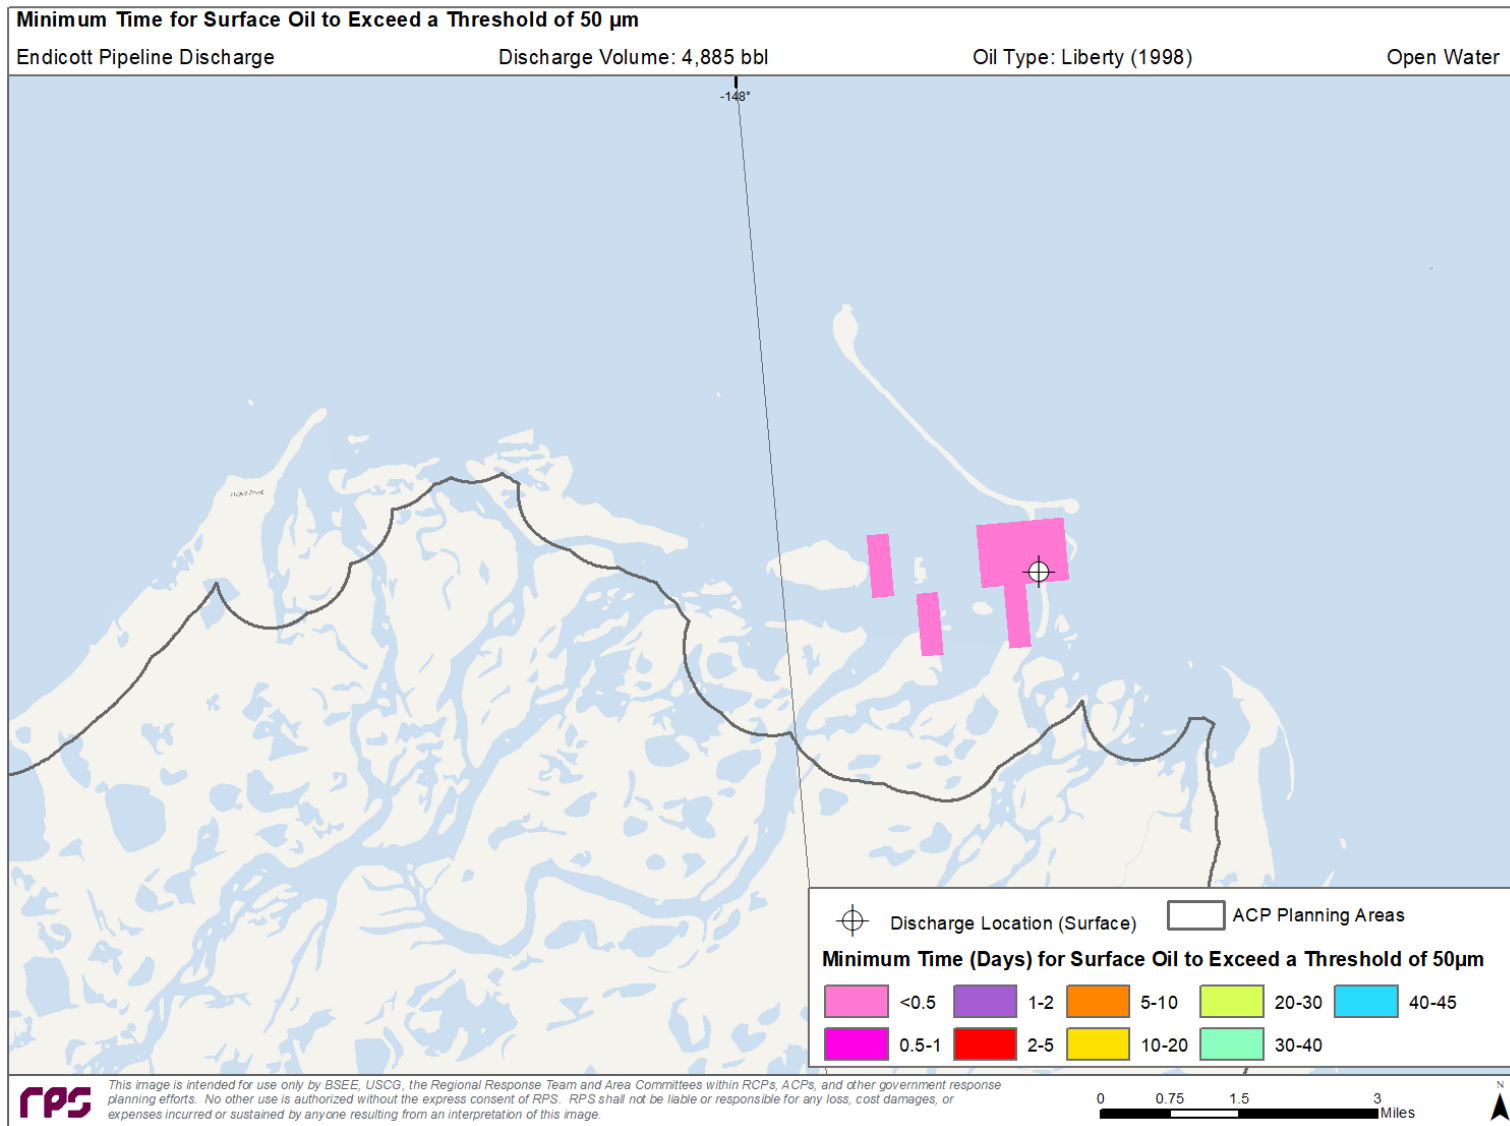 Minimum Time for Surface Oil to Exceed a Threshold of 50 µm
Endicott Pipeline Discharge Discharge Volume: 4,885 bbl Oil Type: Liberty (1998) Open Water
-148°
Discharge Location (Surface) ACP Planning Areas
Minimum Time (Days) for Surface Oil to Exceed a Threshold of 50µm
<0.5 1-2 5-10 20-30 40-45
0.5-1 2-5 10-20 30-40
rps
This image is intended for use only by BSEE, USCG, the Regional Response Team and Area Committees within RCPs, ACPs, and other government response
planning efforts. No other use is authorized without the express consent of RPS. RPS shall not be liable or responsible for any loss, cost damages, or
expenses incurred or sustained by anyone resulting from an interpretation of this image.
0 0.75 1.5 3
Miles
N